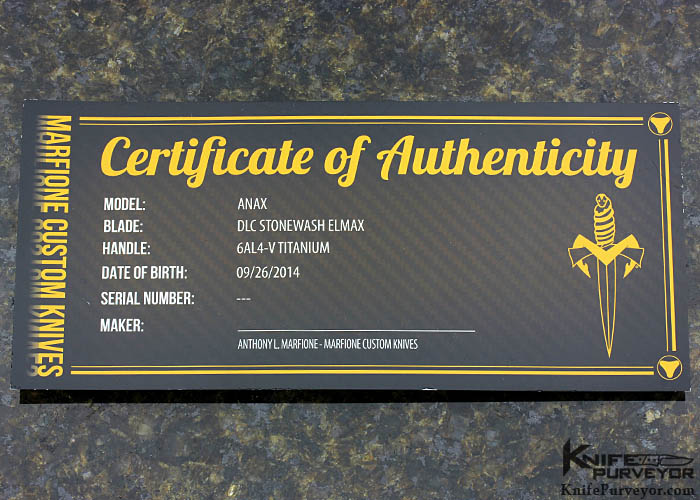 MARFIONE CUSTOM KNIVES
Certificate of Authenticity
MODEL: ANAX
BLADE: DLC STONEWASH ELMAX
HANDLE: 6AL4-V TITANIUM
DATE OF BIRTH: 09/26/2014
SERIAL NUMBER: ---
MAKER:
ANTHONY L. MARFIONE - MARFIONE CUSTOM KNIVES
KNIFE
PURVEYOR
KnifePurveyor.com